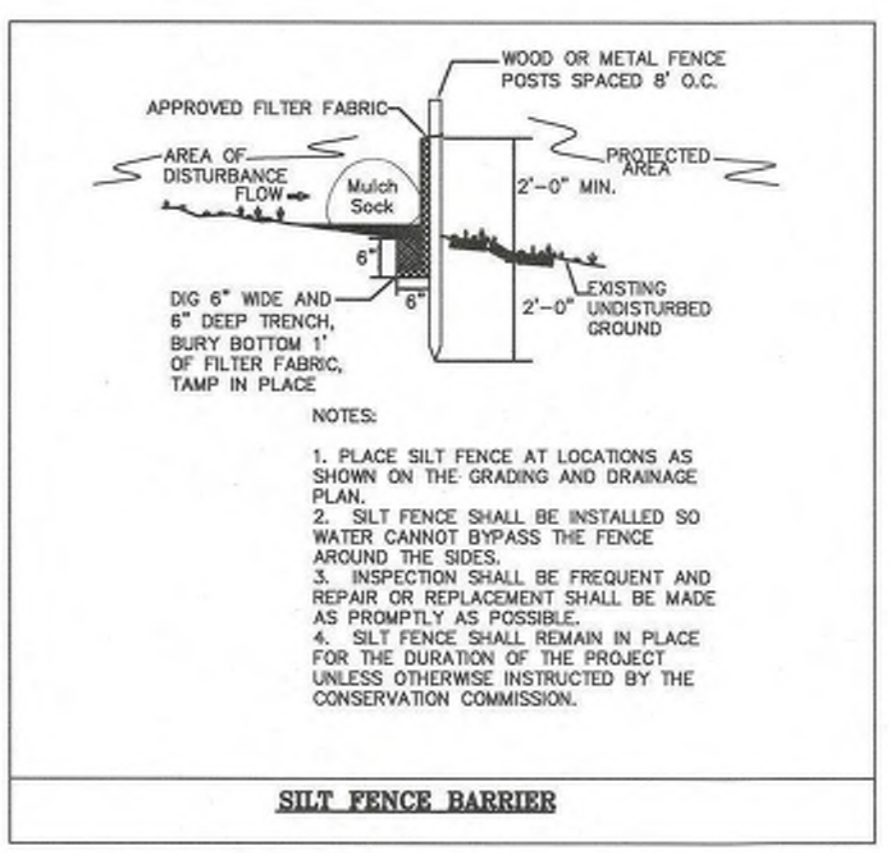 WOOD OR METAL FENCE
POSTS SPACED 8' O.C.
APPROVED FILTER FABRIC
AREA OF
DISTURBANCE
FLOW
Mulch
Sock
PROTECTED
AREA
2'-0" MIN.
6"
6"
2'-0"
EXISTING
UNDISTURBED
GROUND
DIG 6" WIDE AND
6" DEEP TRENCH,
BURY BOTTOM 1'
OF FILTER FABRIC,
TAMP IN PLACE
NOTES:
1. PLACE SILT FENCE AT LOCATIONS AS
SHOWN ON THE GRADING AND DRAINAGE
PLAN.
2. SILT FENCE SHALL BE INSTALLED SO
WATER CANNOT BYPASS THE FENCE
AROUND THE SIDES.
3. INSPECTION SHALL BE FREQUENT AND
REPAIR OR REPLACEMENT SHALL BE MADE
AS PROMPTLY AS POSSIBLE.
4. SILT FENCE SHALL REMAIN IN PLACE
FOR THE DURATION OF THE PROJECT
UNLESS OTHERWISE INSTRUCTED BY THE
CONSERVATION COMMISSION.
SILT FENCE BARRIER